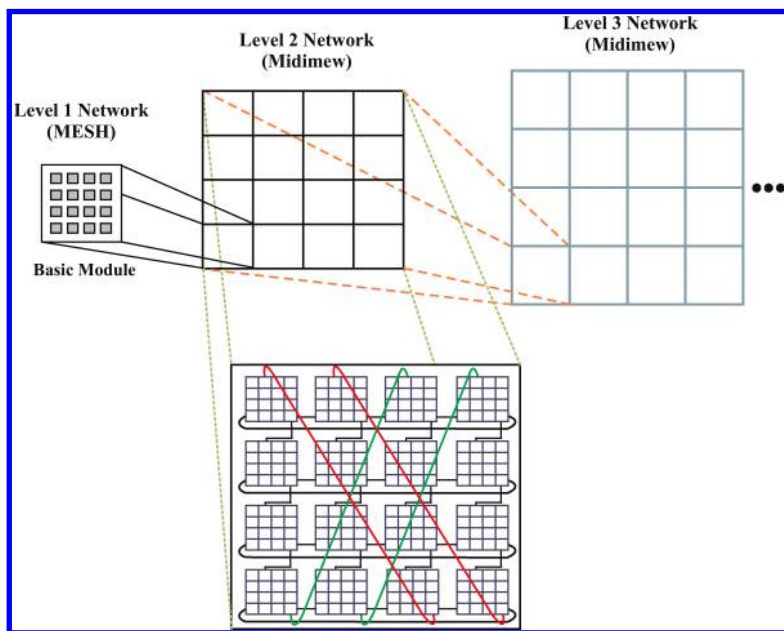 Level 1 Network
(MESH)
Basic Module
Level 2 Network
(Midimew)
Level 3 Network
(Midimew)